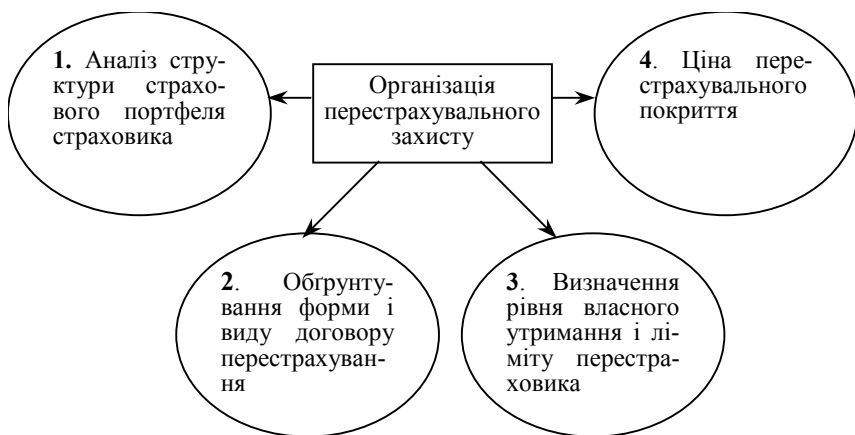 1. Аналіз стру-
ктури страхо-
вого портфеля
страховика
Організація
перестрахувального
захисту
4. Ціна пере-
страхувального
покриття
2. Обґрунту-
вання форми і
виду договору
перестрахуван-
ня
3. Визначення
рівня власного
утримання і лі-
міту перестра-
ховика